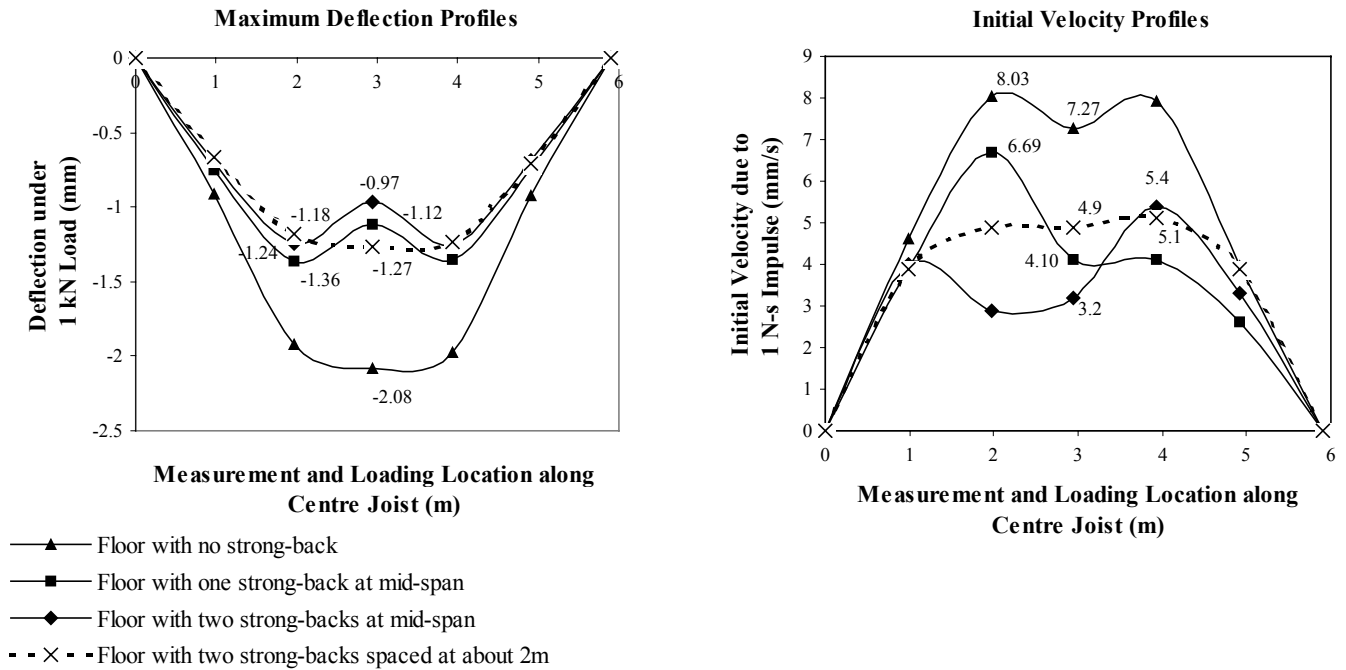 Maximum Deflection Profiles
0
-0.5
-1
-1.5
-2
-2.5
0 1 2 3 4 5 6
Deflection under
1 kN Load (mm)
-0.97
-1.18
-1.12
-1.24
-1.36
-1.27
-2.08
Measurement and Loading Location along
Centre Joist (m)
Initial Velocity Profiles
9
8
7
6
5
4
3
2
1
0
0 1 2 3 4 5 6
Initial Velocity due to
1 N-s Impulse (mm/s)
8.03
7.27
6.69
5.4
4.9
5.1
4.10
3.2
Measurement and Loading Location along
Centre Joist (m)
Floor with no strong-back
Floor with one strong-back at mid-span
Floor with two strong-backs at mid-span
Floor with two strong-backs spaced at about 2m